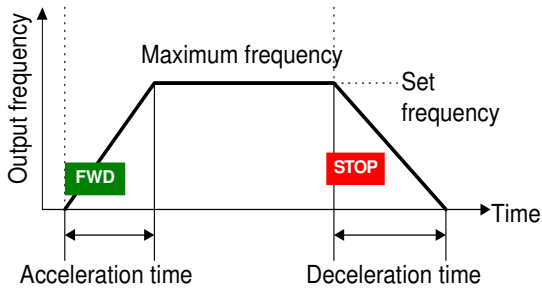 Output frequency
Maximum frequency
Set
frequency
FWD
STOP
Time
Acceleration time
Deceleration time